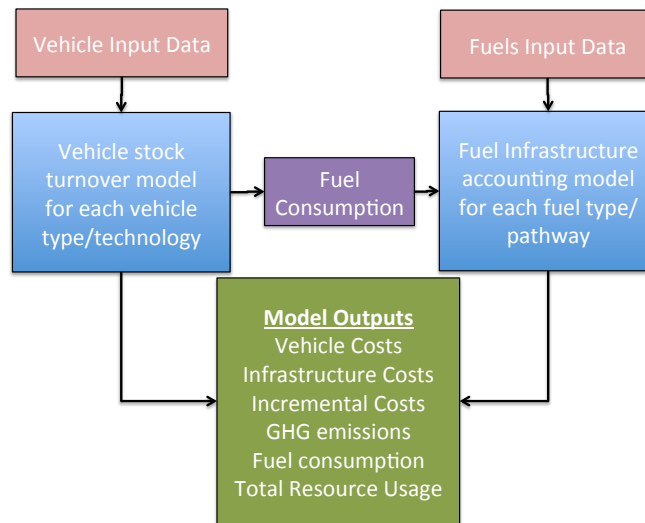 Vehicle Input Data
Fuels Input Data
Vehicle stock
turnover model
for each vehicle
type/technology
Fuel
Consumption
Fuel Infrastructure
accounting model
for each fuel type/
pathway
Model Outputs
Vehicle Costs
Infrastructure Costs
Incremental Costs
GHG emissions
Fuel consumption
Total Resource Usage